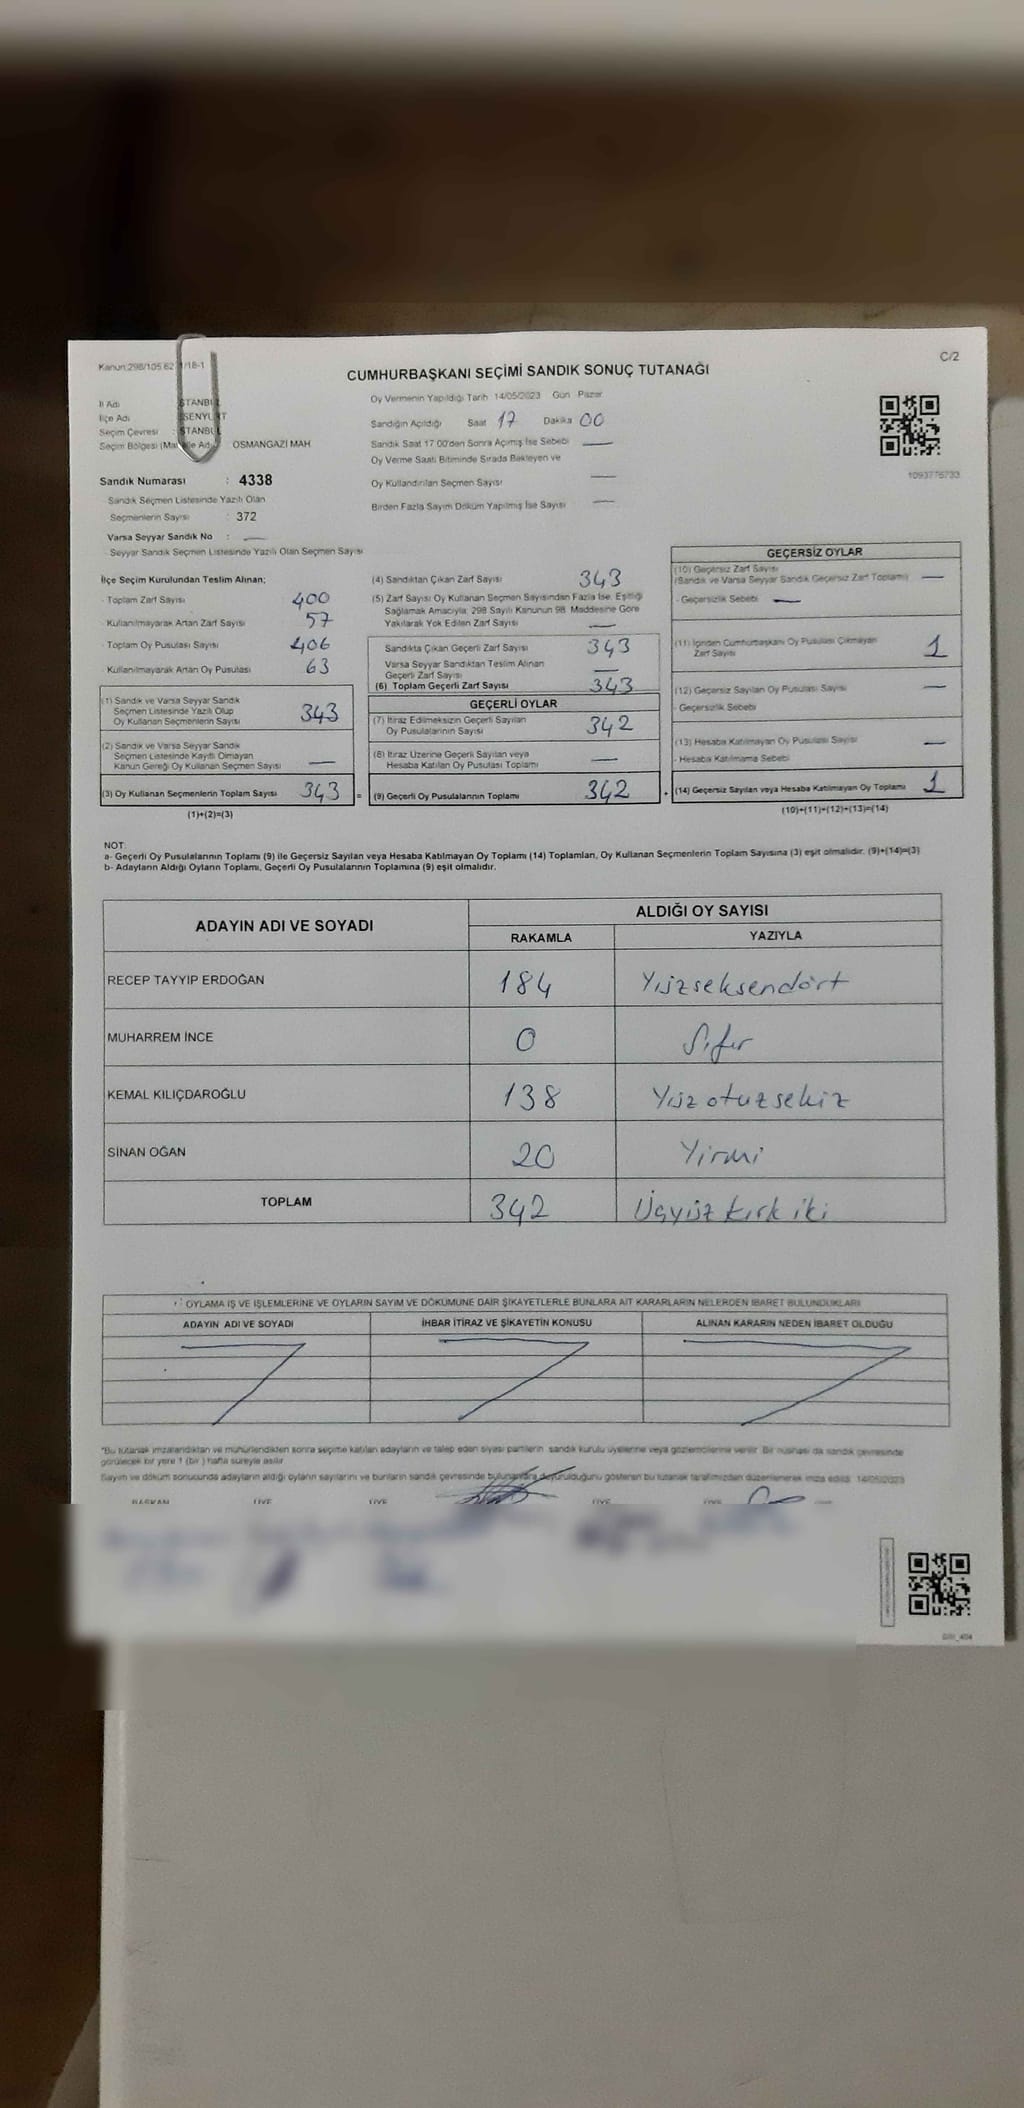 Kanun:298/105.62 1/18-1
C/2
CUMHURBAŞKANI SEÇİMİ SANDIK SONUÇ TUTANAĞI
İl Adı : STANBUL
İlçe Adı SENYURT
Seçim Çevresi : STANBUL
Seçim Bölgesi (Mahalle Adı) OSMANGAZİ MAH
Sandık Numarası : 4338
Sandık Seçmen Listesinde Yazılı Olan
Seçmenlerin Sayısı : 372
Varsa Seyyar Sandık No : —
- Seyyar Sandık Seçmen Listesinde Yazılı Olan Seçmen Sayısı
Oy Vermenin Yapıldığı Tarih 14/05/2023 Gün Pazar
Sandığın Açıldığı Saat 17 Dakika 00
Sandık Saat 17 00'den Sonra Açılmış İse Sebebi —
Oy Verme Saati Bitiminde Sırada Bekleyen ve
Oy Kullandırılan Seçmen Sayısı —
Birden Fazla Sayım Döküm Yapılmış İse Sayısı —
1093776733
İlçe Seçim Kurulundan Teslim Alınan;
- Toplam Zarf Sayısı 400
- Kullanılmayarak Artan Zarf Sayısı 57
- Toplam Oy Pusulası Sayısı 406
- Kullanılmayarak Artan Oy Pusulası 63
(1) Sandık ve Varsa Seyyar Sandık
Seçmen Listesinde Yazılı Olup
Oy Kullanan Seçmenlerin Sayısı 343
(2) Sandık ve Varsa Seyyar Sandık
Seçmen Listesinde Kayıtlı Olmayan
Kanun Gereği Oy Kullanan Seçmen Sayısı —
(3) Oy Kullanan Seçmenlerin Toplam Sayısı 343 =
(1)+(2)=(3)
(4) Sandıktan Çıkan Zarf Sayısı 343
(5) Zarf Sayısı Oy Kullanan Seçmen Sayısından Fazla İse, Eşitliği
Sağlamak Amacıyla, 298 Sayılı Kanunun 98. Maddesine Göre
Yakılarak Yok Edilen Zarf Sayısı —
Sandıkta Çıkan Geçerli Zarf Sayısı 343
Varsa Seyyar Sandıktan Teslim Alınan
Geçerli Zarf Sayısı —
(6) Toplam Geçerli Zarf Sayısı 343
GEÇERLİ OYLAR
(7) İtiraz Edilmeksizin Geçerli Sayılan
Oy Pusulalarının Sayısı 342
(8) İtiraz Üzerine Geçerli Sayılan veya
Hesaba Katılan Oy Pusulası Toplamı —
(9) Geçerli Oy Pusulalarının Toplamı 342 +
GEÇERSİZ OYLAR
(10) Geçersiz Zarf Sayısı
(Sandık ve Varsa Seyyar Sandık Geçersiz Zarf Toplamı) —
- Geçersizlik Sebebi —
(11) İçinden Cumhurbaşkanı Oy Pusulası Çıkmayan
Zarf Sayısı 1
(12) Geçersiz Sayılan Oy Pusulası Sayısı —
- Geçersizlik Sebebi
(13) Hesaba Katılmayan Oy Pusulası Sayısı —
- Hesaba Katılmama Sebebi
(14) Geçersiz Sayılan veya Hesaba Katılmayan Oy Toplamı 1
(10)+(11)+(12)+(13)=(14)
NOT:
a- Geçerli Oy Pusulalarının Toplamı (9) ile Geçersiz Sayılan veya Hesaba Katılmayan Oy Toplamı (14) Toplamları, Oy Kullanan Seçmenlerin Toplam Sayısına (3) eşit olmalıdır. (9)+(14)=(3)
b- Adayların Aldığı Oyların Toplamı, Geçerli Oy Pusulalarının Toplamına (9) eşit olmalıdır.
ADAYIN ADI VE SOYADI ALDIĞI OY SAYISI
RAKAMLA YAZIYLA
RECEP TAYYIP ERDOĞAN 184 Yüzseksendört
MUHARREM İNCE 0 Sıfır
KEMAL KILIÇDAROĞLU 138 Yüzotuzsekiz
SİNAN OĞAN 20 Yirmi
TOPLAM 342 Üçyüzkırkiki
OYLAMA İŞ VE İŞLEMLERİNE VE OYLARIN SAYIM VE DÖKÜMÜNE DAİR ŞİKAYETLERLE BUNLARA AİT KARARLARIN NELERDEN İBARET BULUNDUKLARI
ADAYIN ADI VE SOYADI İHBAR İTİRAZ VE ŞİKAYETİN KONUSU ALINAN KARARIN NEDEN İBARET OLDUĞU
*Bu tutanak imzalandıktan ve mühürlendikten sonra seçime katılan adayların ve talep eden siyasi partilerin sandık kurulu üyelerine veya gözlemcilerine verilir. Bir nüshası da sandık çevresinde
görülecek bir yere 1 (bir ) hafta süreyle asılır
Sayım ve döküm sonucunda adayların aldığı oyların sayılarını ve bunların sandık çevresinde bulunanlara duyurulduğunu gösteren bu tutanak tarafımızdan düzenlenerek imza edildi. 14/05/2023
BAŞKAN ÜYE ÜYE ÜYE ÜYE